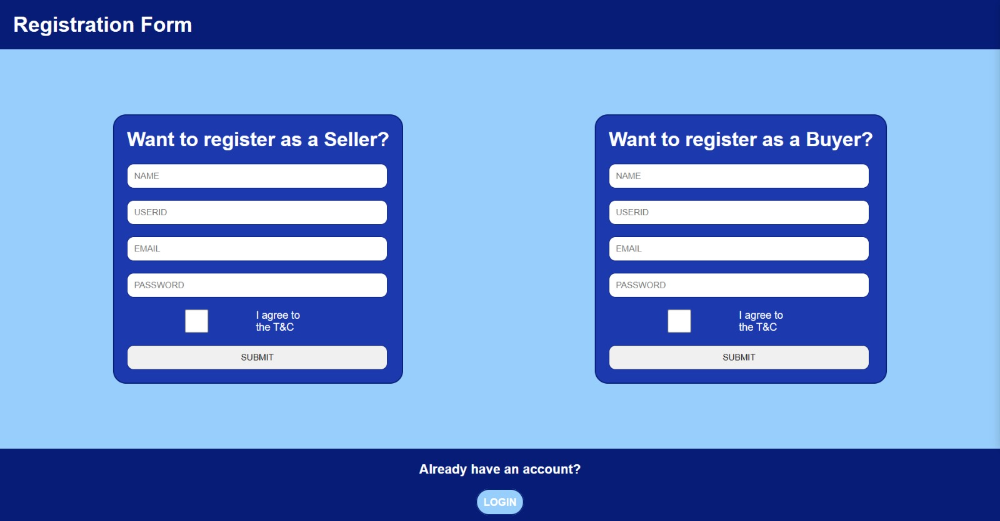 Registration Form
Want to register as a Seller?
NAME
USERID
EMAIL
PASSWORD
I agree to
the T&C
SUBMIT
Want to register as a Buyer?
NAME
USERID
EMAIL
PASSWORD
I agree to
the T&C
SUBMIT
Already have an account?
LOGIN